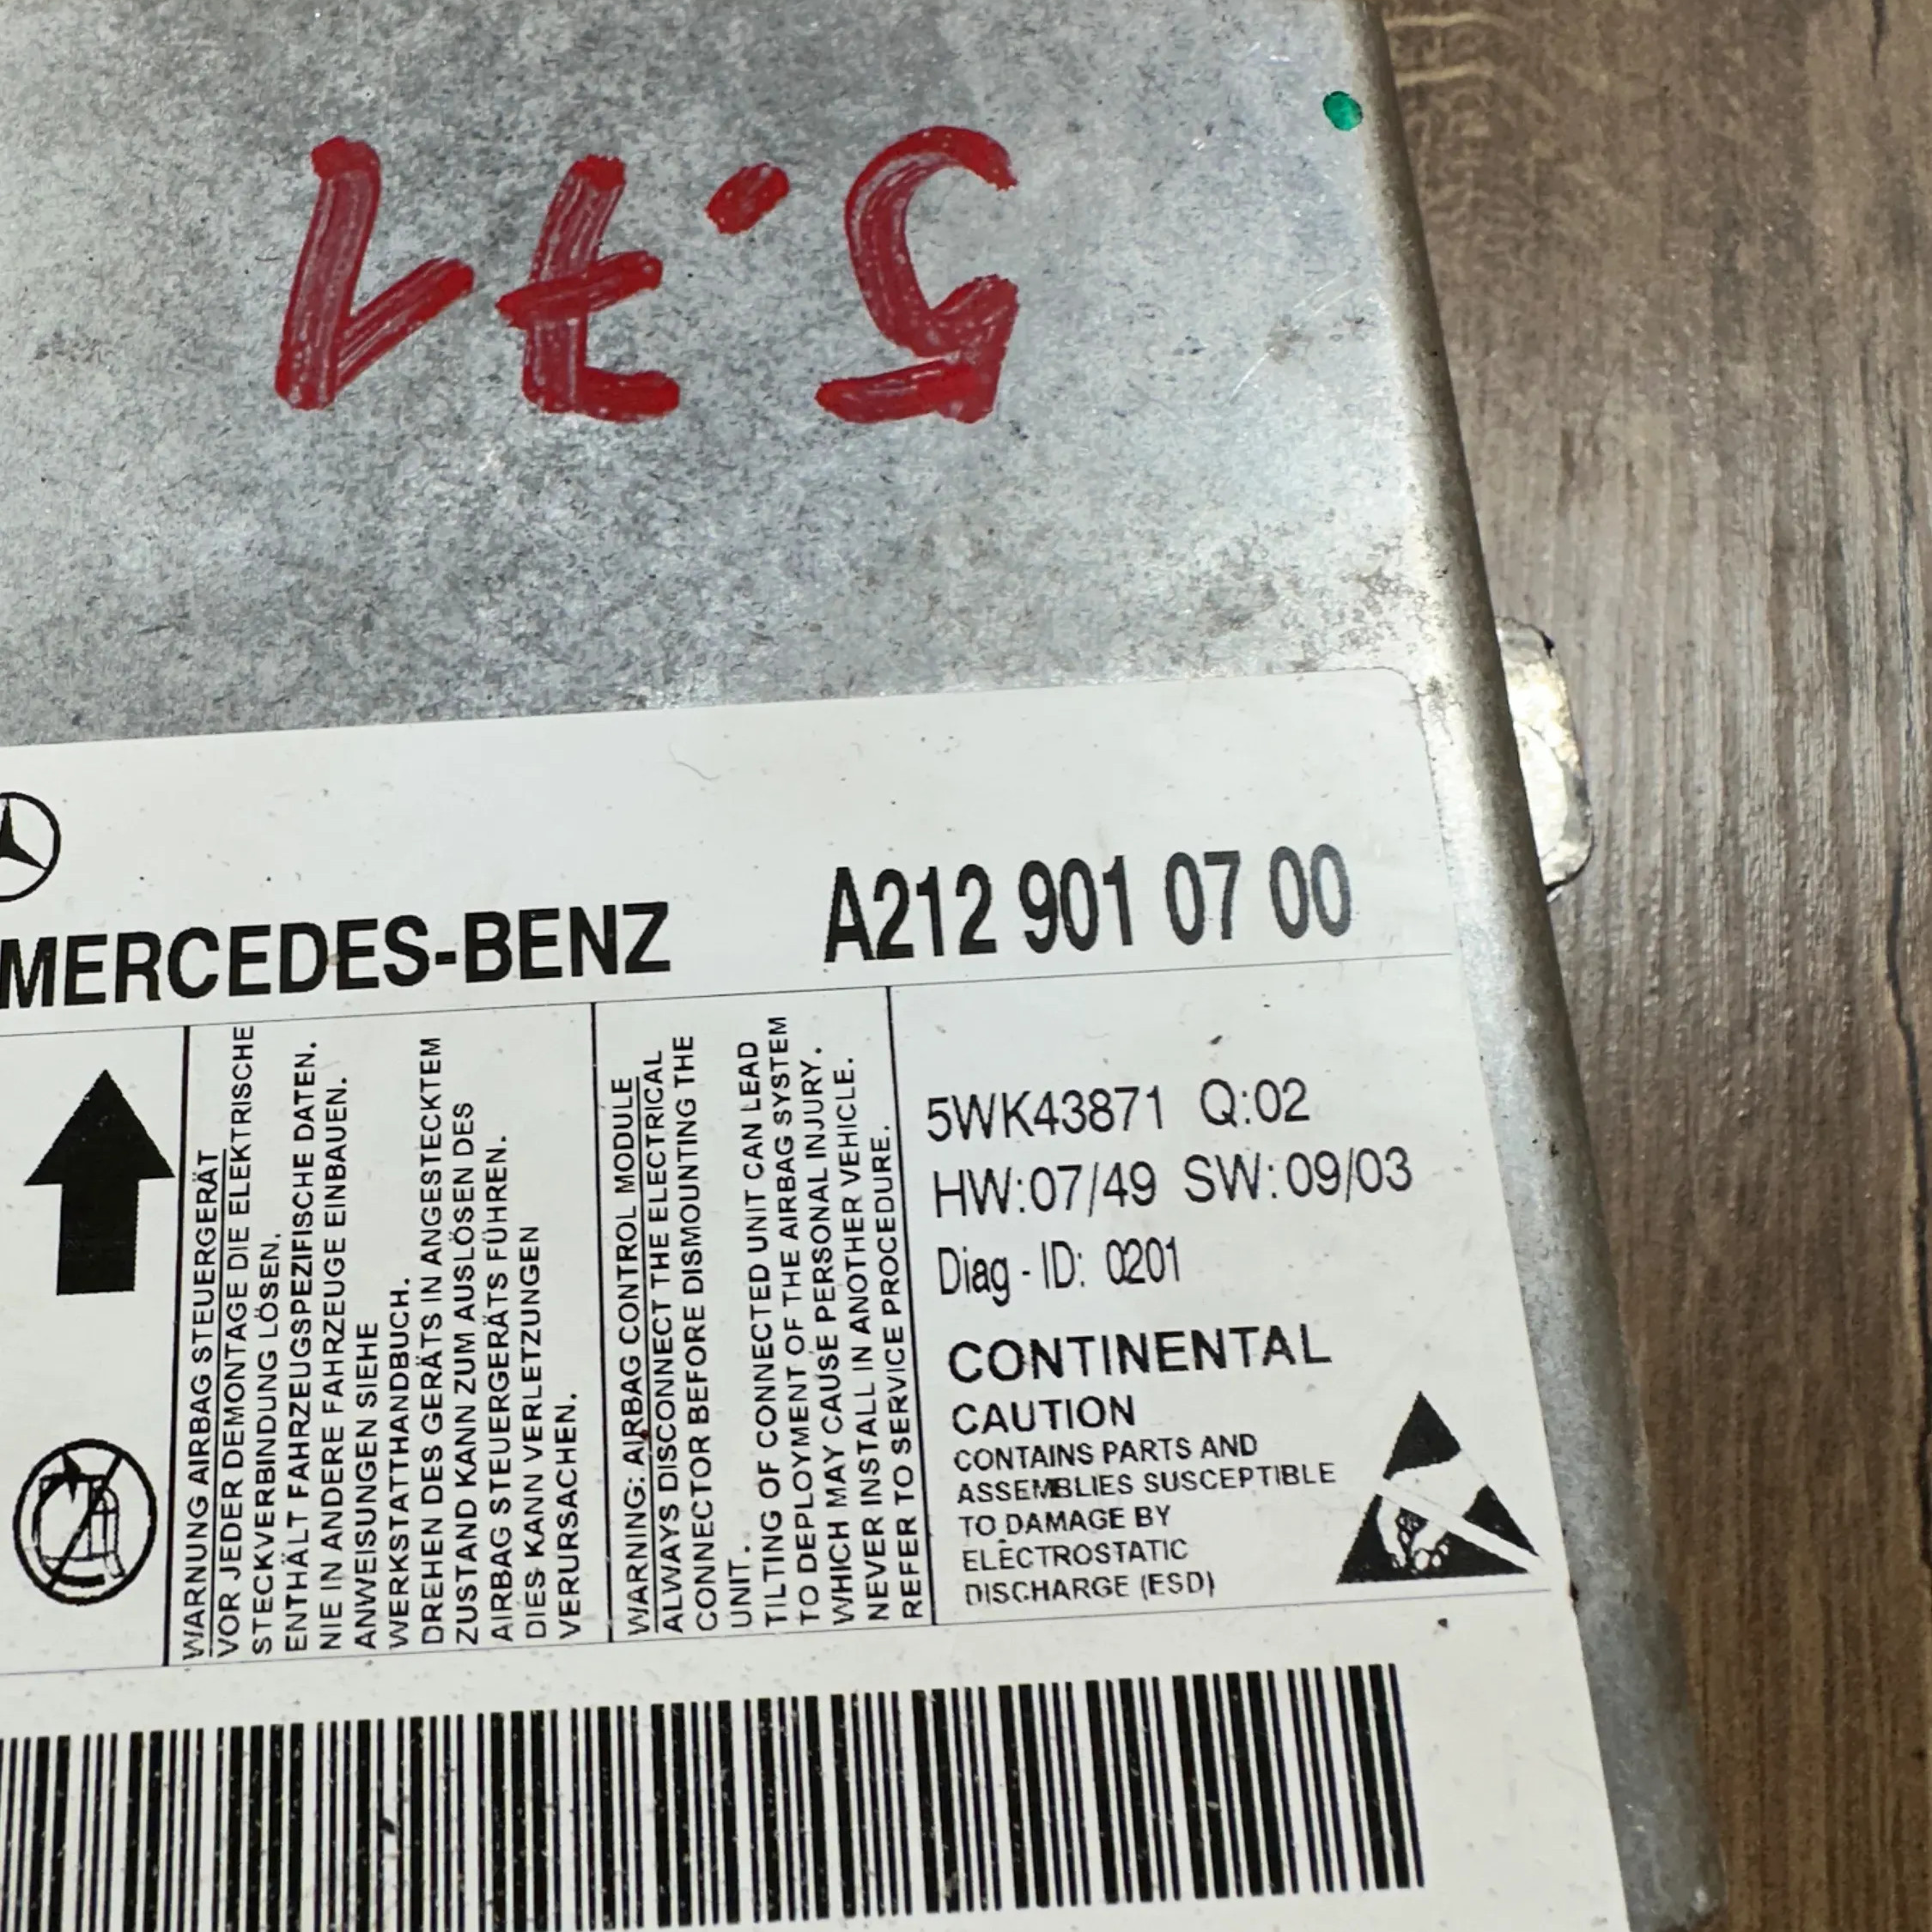 5.71
MERCEDES-BENZ A212 901 07 00
WARNUNG AIRBAG STEUERGERÄT
VOR JEDER DEMONTAGE DIE ELEKTRISCHE
STECKVERBINDUNG LÖSEN.
ENTHÄLT FAHRZEUGSPEZIFISCHE DATEN.
NIE IN ANDERE FAHRZEUGE EINBAUEN.
ANWEISUNGEN SIEHE
WERKSTATTHANDBUCH.
DREHEN DES GERÄTS IN ANGESTECKTEM
ZUSTAND KANN ZUM AUSLÖSEN DES
AIRBAG STEUERGERÄTS FÜHREN.
DIES KANN VERLETZUNGEN
VERURSACHEN.
WARNING: AIRBAG CONTROL MODULE
ALWAYS DISCONNECT THE ELECTRICAL
CONNECTOR BEFORE DISMOUNTING THE
UNIT.
TILTING OF CONNECTED UNIT CAN LEAD
TO DEPLOYMENT OF THE AIRBAG SYSTEM
WHICH MAY CAUSE PERSONAL INJURY.
NEVER INSTALL IN ANOTHER VEHICLE.
REFER TO SERVICE PROCEDURE.
5WK43871 Q:02
HW:07/49 SW:09/03
Diag - ID: 0201
CONTINENTAL
CAUTION
CONTAINS PARTS AND
ASSEMBLIES SUSCEPTIBLE
TO DAMAGE BY
ELECTROSTATIC
DISCHARGE (ESD)